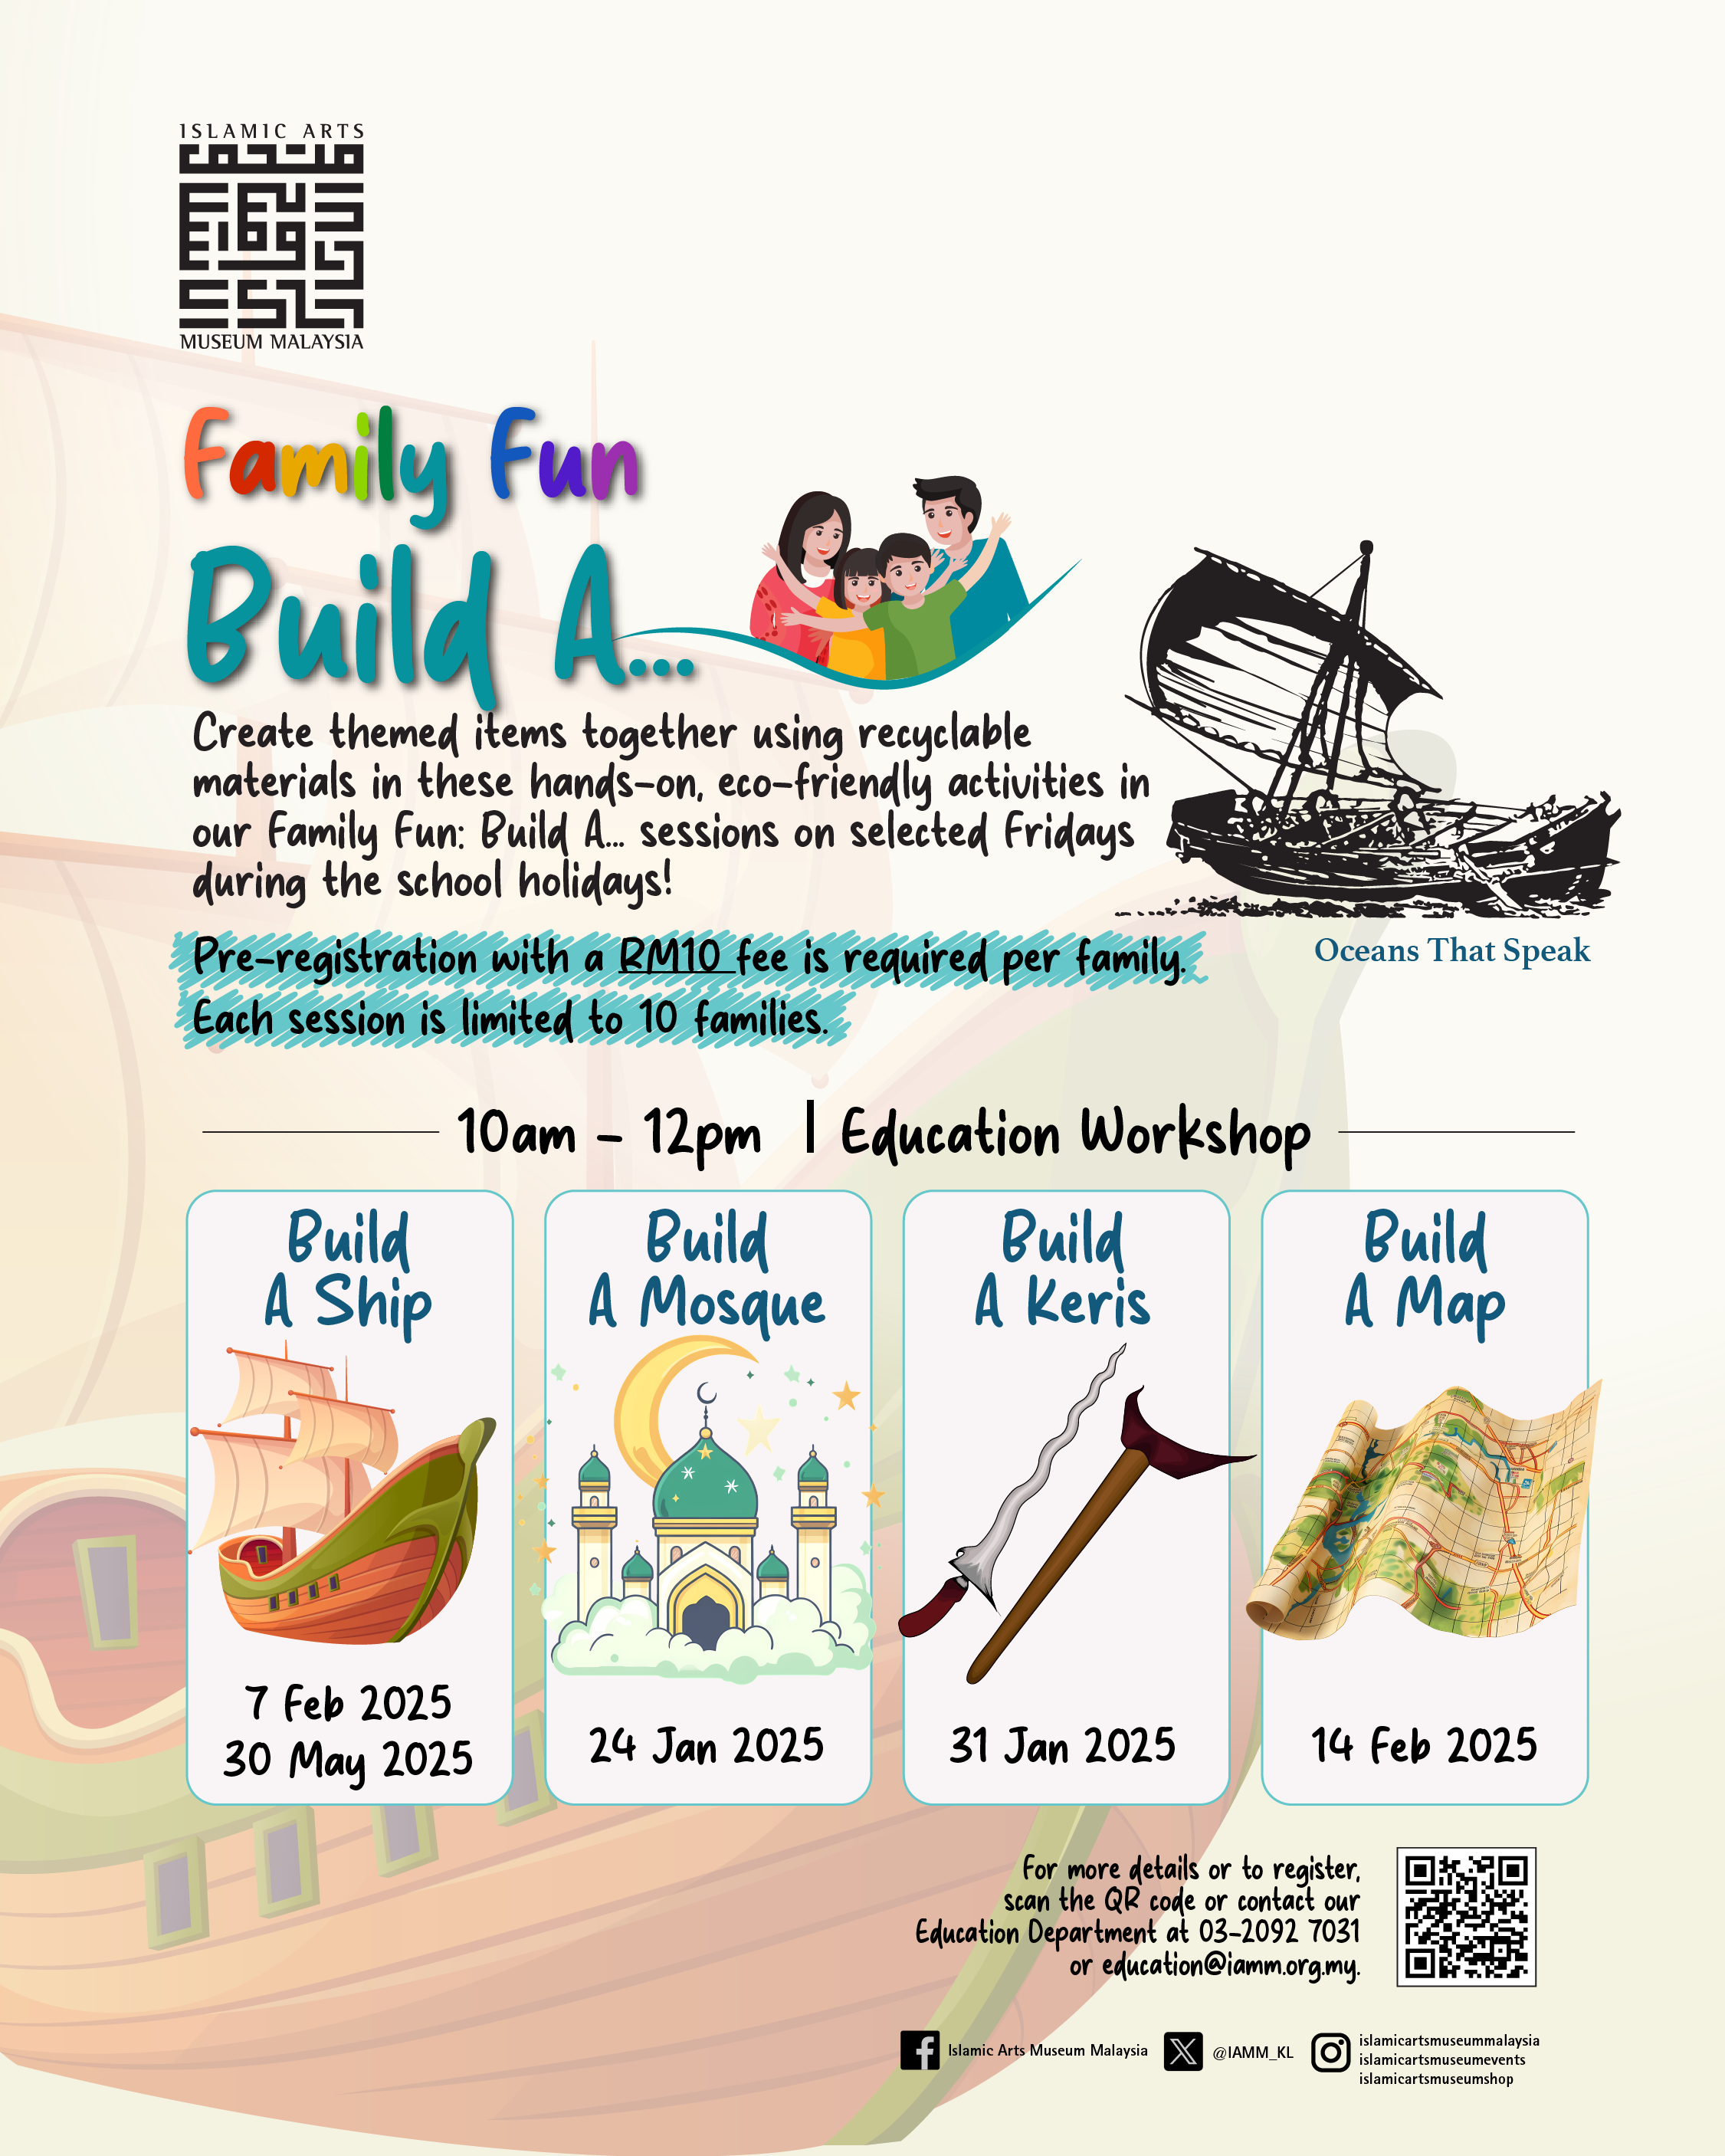 ISLAMIC ARTS
MUSEUM MALAYSIA
Family Fun
Build A...
Create themed items together using recyclable
materials in these hands-on, eco-friendly activities in
our Family Fun: Build A... sessions on selected Fridays
during the school holidays!
Pre-registration with a RM10 fee is required per family.
Each session is limited to 10 families.
Oceans That Speak
10am - 12pm | Education Workshop
Build
A Ship
7 Feb 2025
30 May 2025
Build
A Mosque
24 Jan 2025
Build
A Keris
31 Jan 2025
Build
A Map
14 Feb 2025
For more details or to register,
scan the QR code or contact our
Education Department at 03-2092 7031
or education@iamm.org.my.
Islamic Arts Museum Malaysia
@IAMM_KL
islamicartsmuseummalaysia
islamicartsmuseumevents
islamicartsmuseumshop